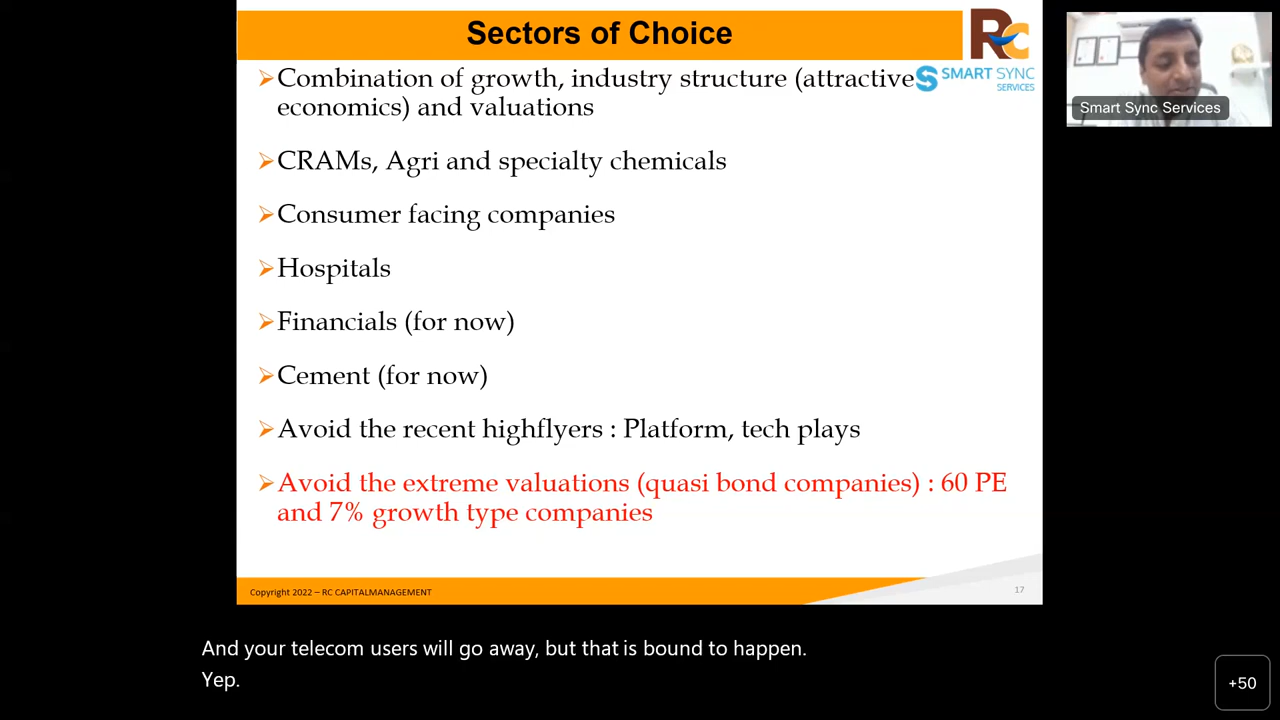 Sectors of Choice
RC
SMART SYNC
SERVICES
Smart Sync Services
➢Combination of growth, industry structure (attractive
economics) and valuations
➢CRAMs, Agri and specialty chemicals
➢Consumer facing companies
➢Hospitals
➢Financials (for now)
➢Cement (for now)
➢Avoid the recent highflyers : Platform, tech plays
➢Avoid the extreme valuations (quasi bond companies) : 60 PE
and 7% growth type companies
Copyright 2022 – RC CAPITALMANAGEMENT
17
And your telecom users will go away, but that is bound to happen.
Yep.
+50